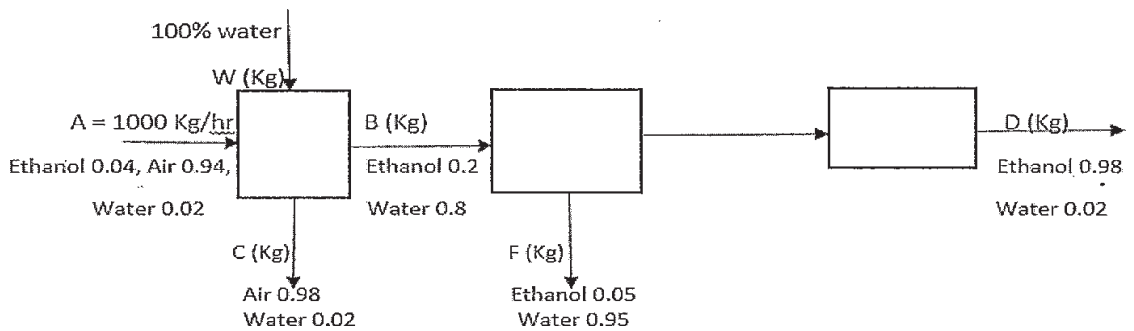 100% water
W (Kg)
A = 1000 Kg/hr
B (Kg)
D (Kg)
Ethanol 0.04, Air 0.94,
Ethanol 0.2
Ethanol 0.98
Water 0.02
Water 0.8
Water 0.02
C (Kg)
F (Kg)
Air 0.98
Ethanol 0.05
Water 0.02
Water 0.95